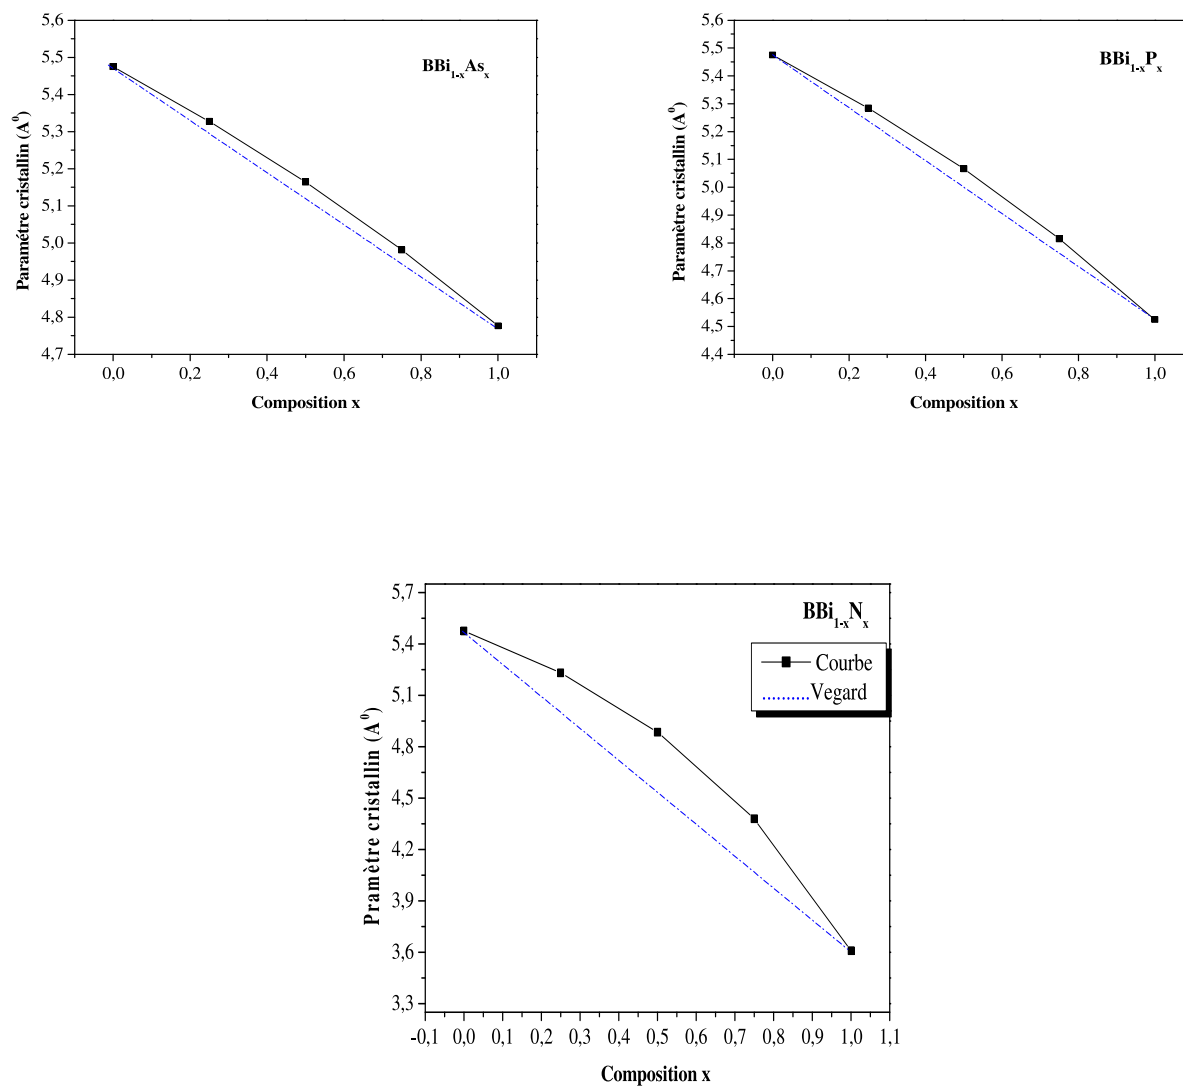 5,6
5,5
5,4
5,3
5,2
5,1
5,0
4,9
4,8
4,7
BBi1-xAsx
Paramétre cristallin (A0)
0,0 0,2 0,4 0,6 0,8 1,0
Composition x
5,6
5,5
5,4
5,3
5,2
5,1
5,0
4,9
4,8
4,7
4,6
4,5
4,4
BBi1-xPx
Paramètre cristallin (A0)
0,0 0,2 0,4 0,6 0,8 1,0
Composition x
5,7
5,4
5,1
4,8
4,5
4,2
3,9
3,6
3,3
BBi1-xNx
Courbe
Vegard
Pramètre cristallin (A0)
-0,1 0,0 0,1 0,2 0,3 0,4 0,5 0,6 0,7 0,8 0,9 1,0 1,1
Composition x